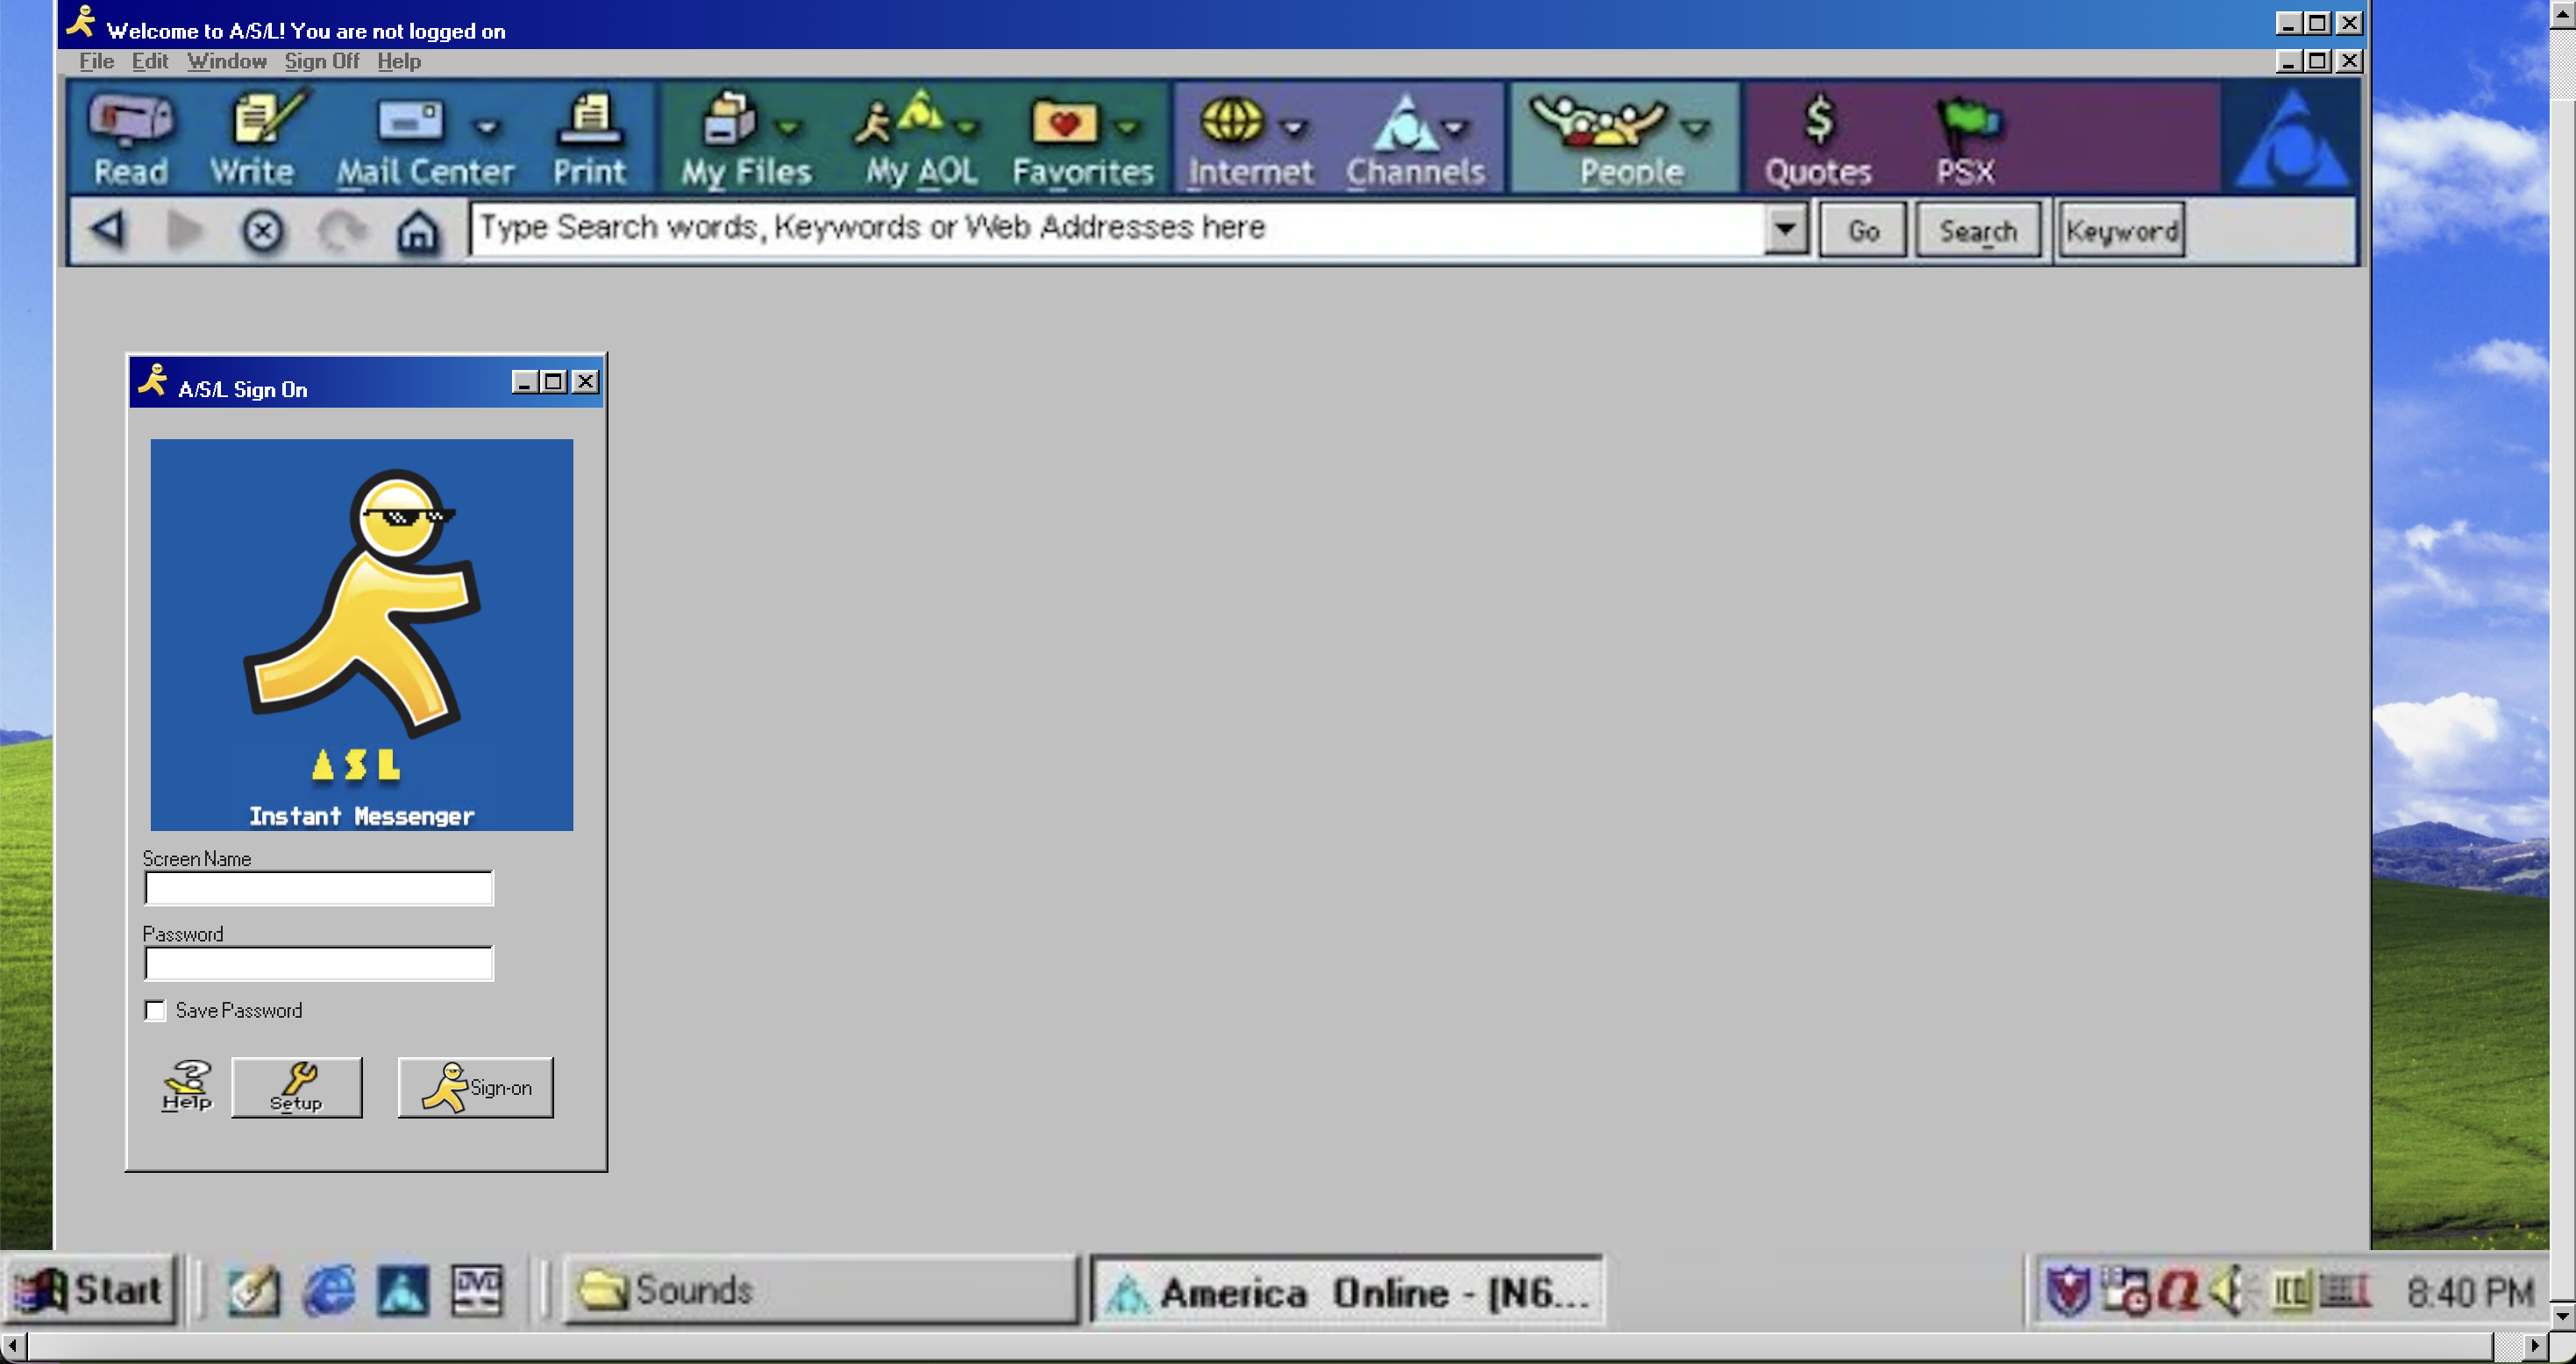 Welcome to A/S/L! You are not logged on
File Edit Window Sign Off Help
Read Write Mail Center Print My Files My AOL Favorites Internet Channels People Quotes PSX
Type Search words, Keywords or Web Addresses here Go Search Keyword
A/S/L Sign On
ASL
Instant Messenger
Screen Name
Password
Save Password
Help Setup Sign-on
Start DVD Sounds America Online - [N6... 8:40 PM